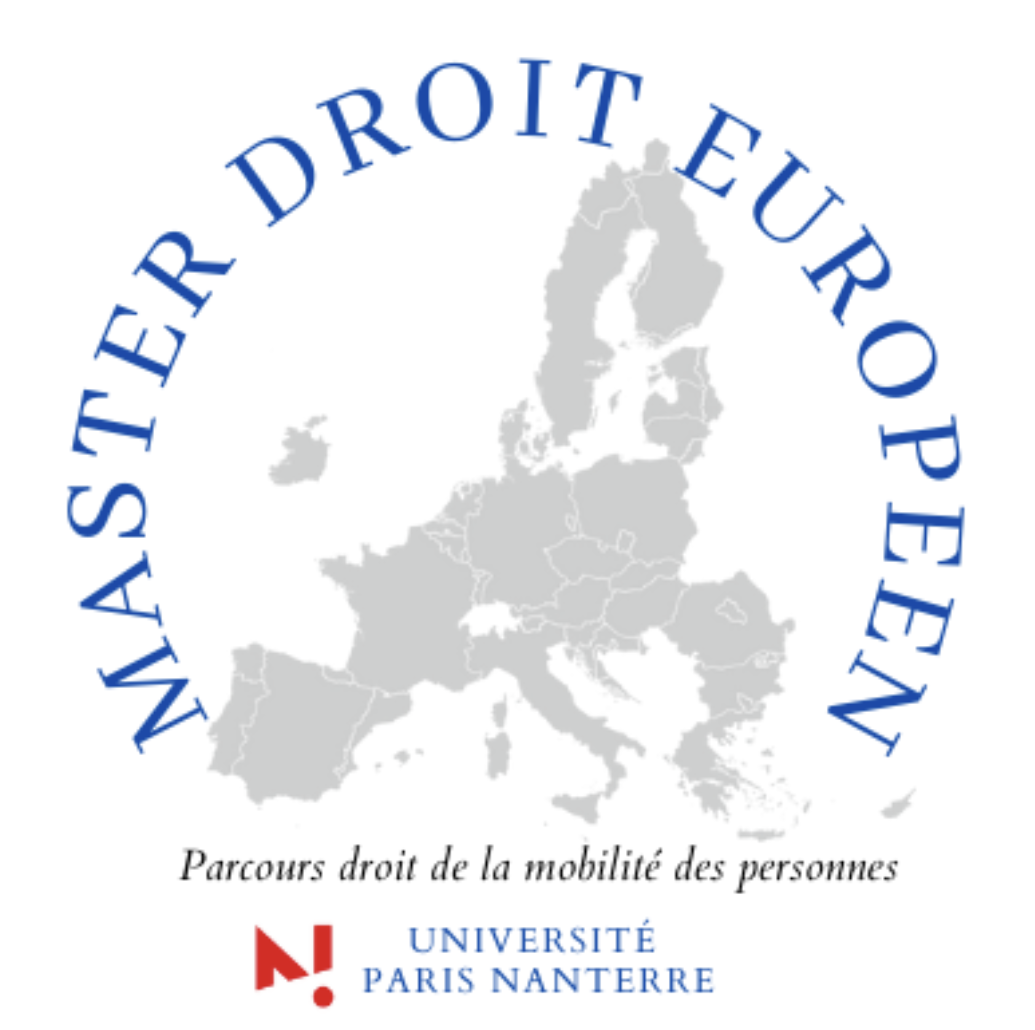 MASTER DROIT EUROPEEN
Parcours droit de la mobilité des personnes
UNIVERSITÉ
PARIS NANTERRE